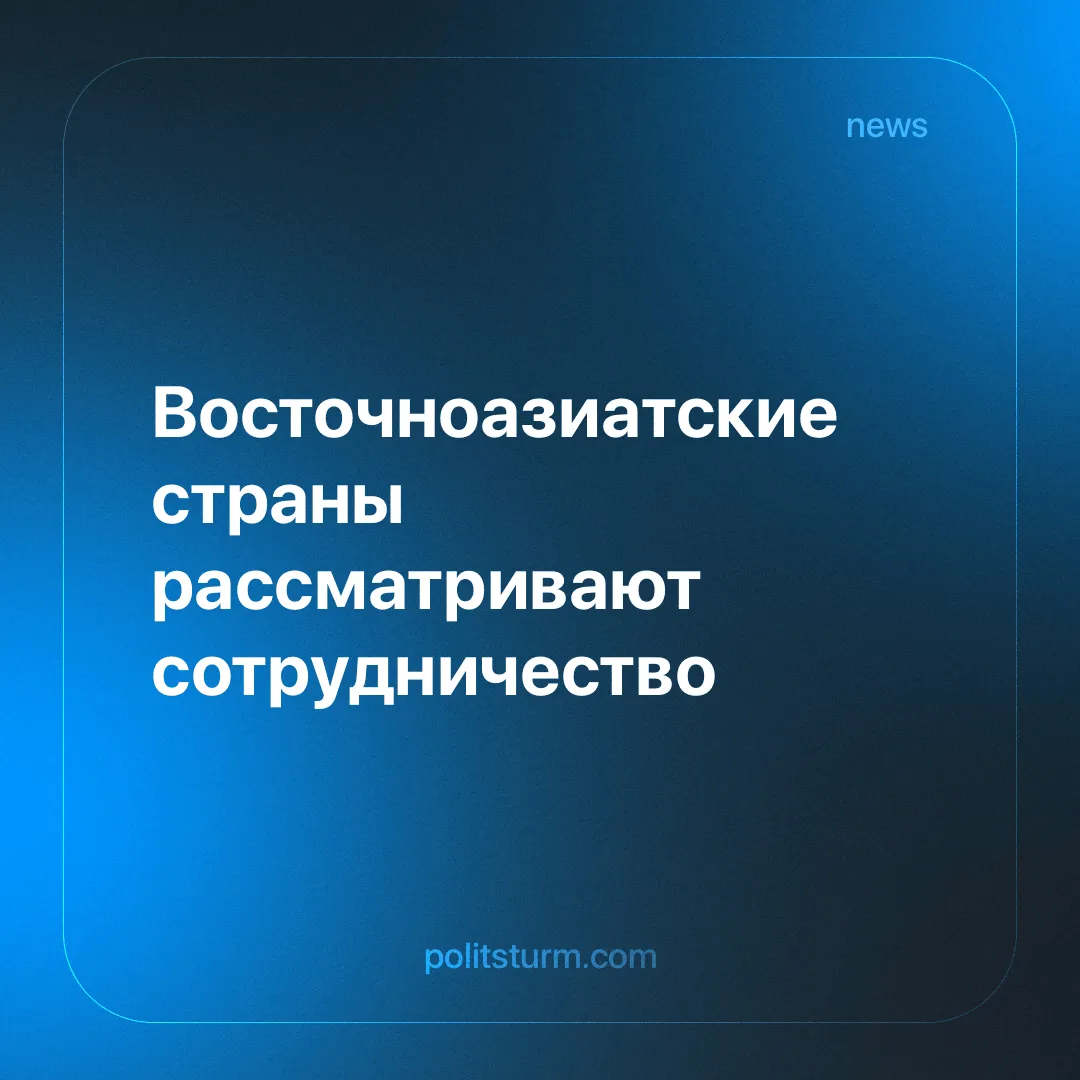 news
Восточноазиатские
страны
рассматривают
сотрудничество
politsturm.com